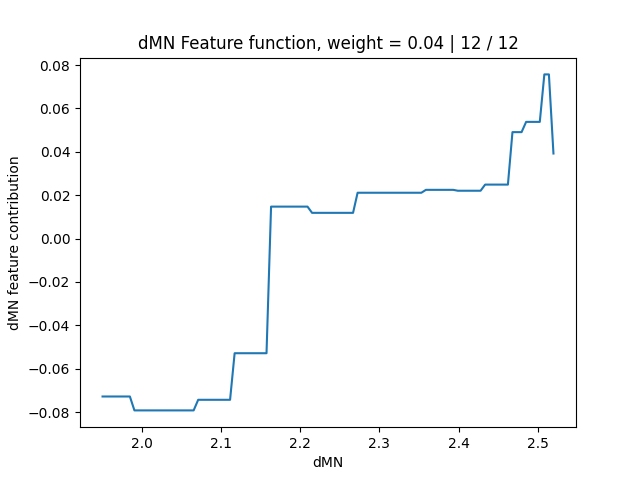 dMN Feature function, weight = 0.04 | 12 / 12
0.08
0.06
0.04
0.02
0.00
−0.02
−0.04
−0.06
−0.08
dMN feature contribution
2.0 2.1 2.2 2.3 2.4 2.5
dMN